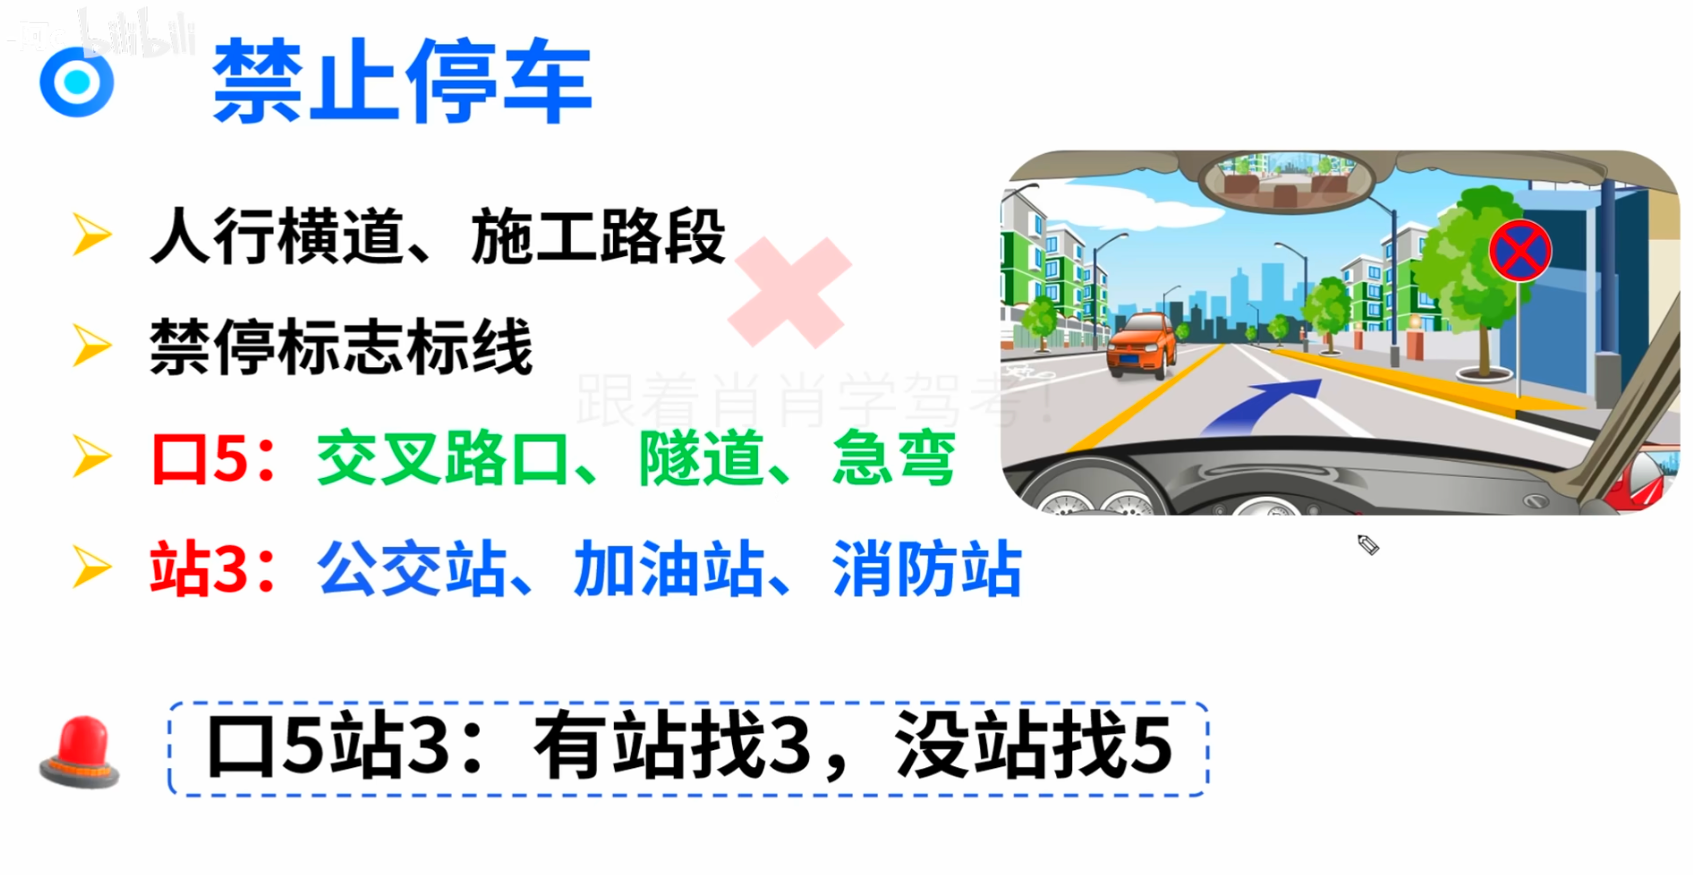 bilibili
禁止停车
人行横道、施工路段
禁停标志标线
跟着肖肖学驾考！
口5：交叉路口、隧道、急弯
站3：公交站、加油站、消防站
口5站3：有站找3，没站找5